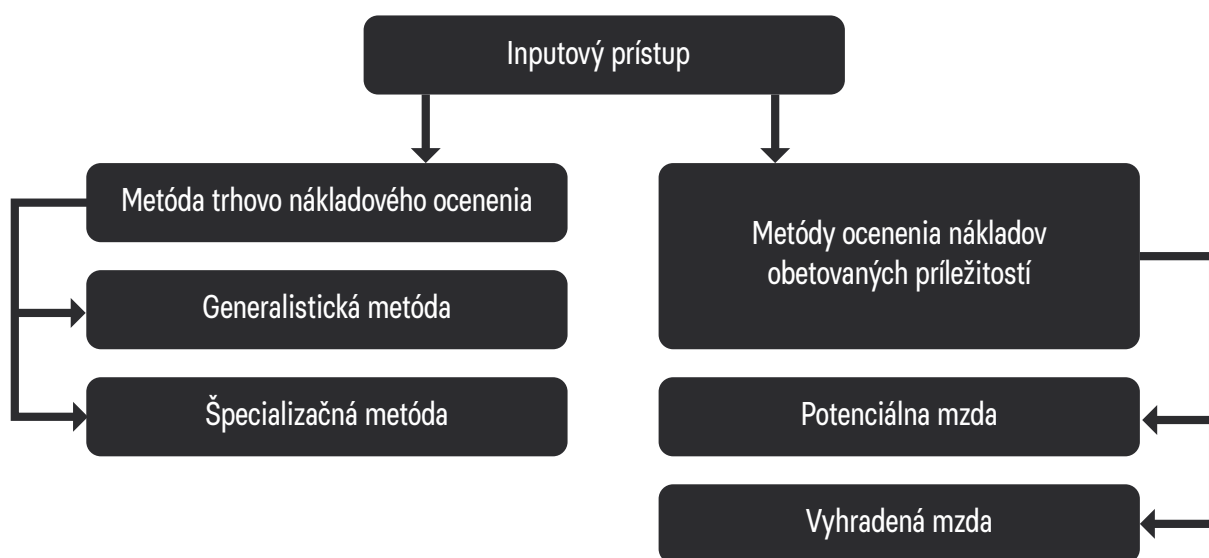 Inputový prístup
Metóda trhovo nákladového ocenenia
Generalistická metóda
Špecializačná metóda
Metódy ocenenia nákladov
obetovaných príležitostí
Potenciálna mzda
Vyhradená mzda